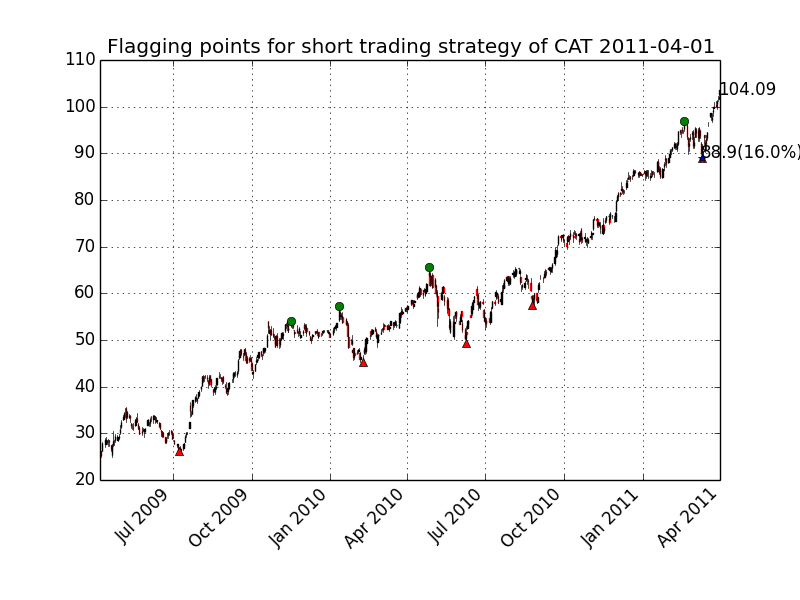 Flagging points for short trading strategy of CAT 2011-04-01
110
100
90
80
70
60
50
40
30
20
104.09
88.9(16.0%)
Jul 2009
Oct 2009
Jan 2010
Apr 2010
Jul 2010
Oct 2010
Jan 2011
Apr 2011